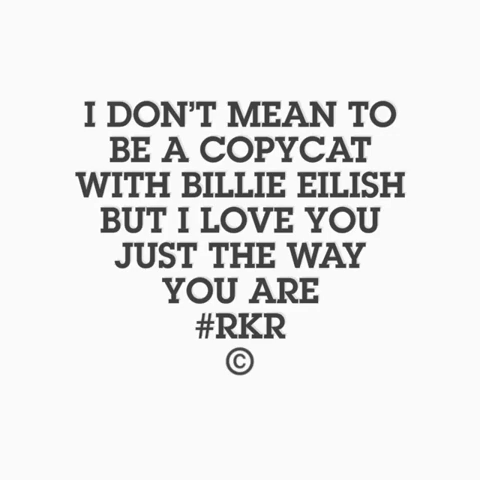 I DON’T MEAN TO
BE A COPYCAT
WITH BILLIE EILISH
BUT I LOVE YOU
JUST THE WAY
YOU ARE
#RKR
©